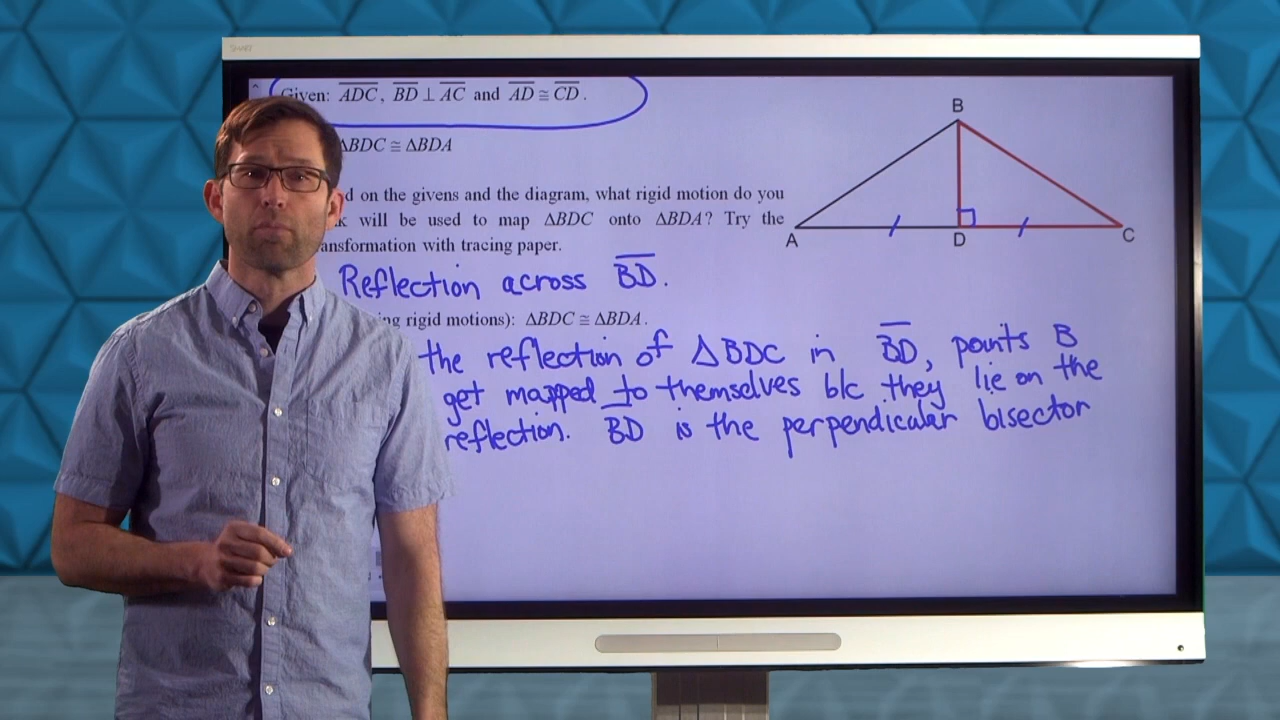 SMART
Given: ADC, BD ⊥ AC and AD ≅ CD.
ΔBDC ≅ ΔBDA
on the givens and the diagram, what rigid motion do you
will be used to map ΔBDC onto ΔBDA? Try the
with tracing paper.
Reflection across BD.
rigid motions): ΔBDC ≅ ΔBDA.
the reflection of ΔBDC in BD, points B
get mapped to themselves b/c they lie on the
reflection. BD is the perpendicular bisector
B
A
D
C